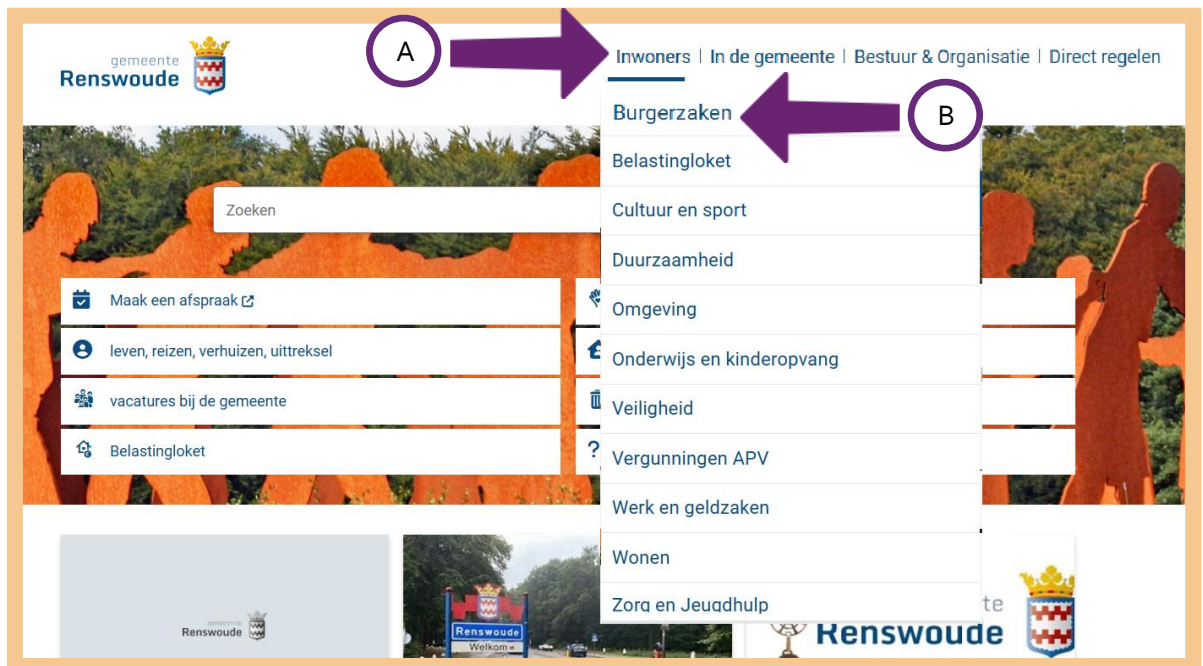 gemeente
Renswoude
A
Inwoners | In de gemeente | Bestuur & Organisatie | Direct regelen
Burgerzaken
B
Belastingloket
Zoeken
Cultuur en sport
Duurzaamheid
Maak een afspraak
Omgeving
leven, reizen, verhuizen, uittreksel
Onderwijs en kinderopvang
vacatures bij de gemeente
Veiligheid
Belastingloket
?
Vergunningen APV
Werk en geldzaken
Wonen
Zorg en Jeugdhulp
gemeente
Renswoude
Renswoude
Welkom
te
Renswoude